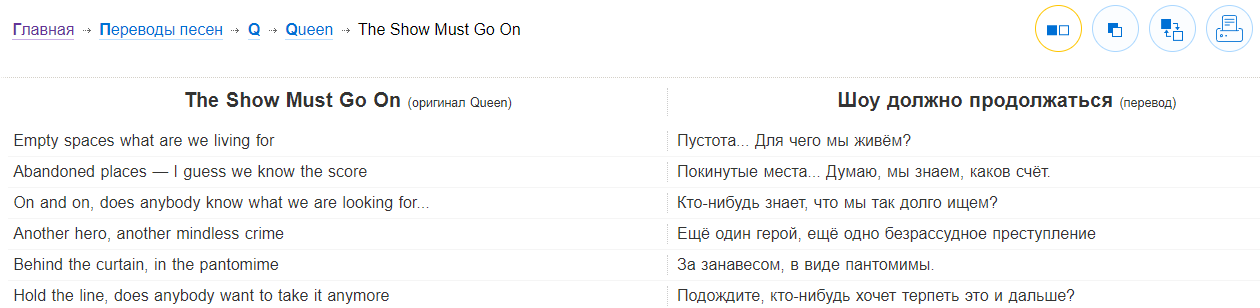 Главная → Переводы песен → Q → Queen → The Show Must Go On
The Show Must Go On (оригинал Queen) Шоу должно продолжаться (перевод)
Empty spaces what are we living for Пустота... Для чего мы живём?
Abandoned places — I guess we know the score Покинутые места... Думаю, мы знаем, каков счёт.
On and on, does anybody know what we are looking for... Кто-нибудь знает, что мы так долго ищем?
Another hero, another mindless crime Ещё один герой, ещё одно безрассудное преступление
Behind the curtain, in the pantomime За занавесом, в виде пантомимы.
Hold the line, does anybody want to take it anymore Подождите, кто-нибудь хочет терпеть это и дальше?